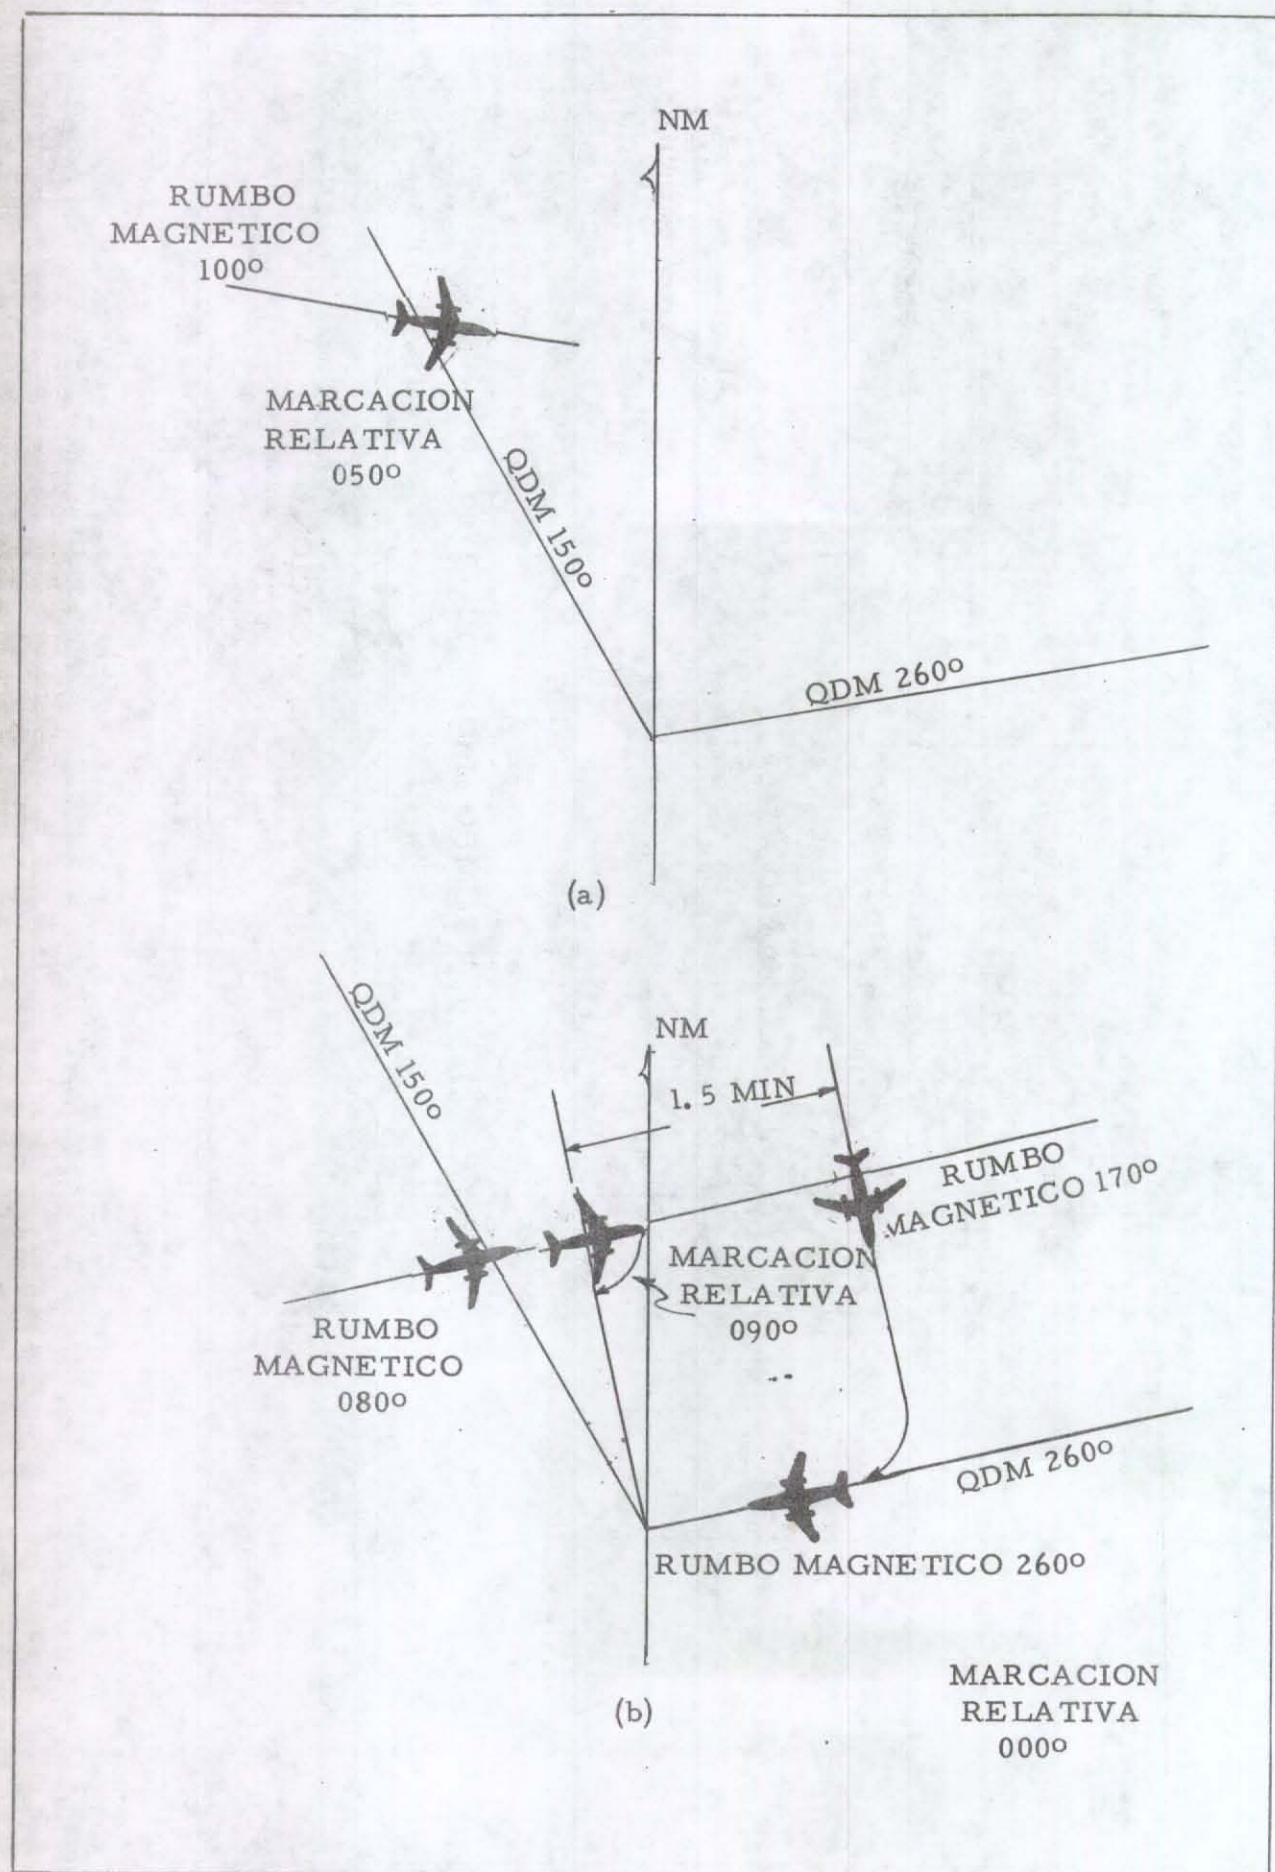 NM
RUMBO
MAGNETICO
100º
MARCACION
RELATIVA
050º
QDM 150º
QDM 260º
(a)
QDM 150º
NM
1.5 MIN
RUMBO
MAGNETICO 170º
MARCACION
RELATIVA
090º
RUMBO
MAGNETICO
080º
QDM 260º
RUMBO MAGNETICO 260º
MARCACION
RELATIVA
000º
(b)